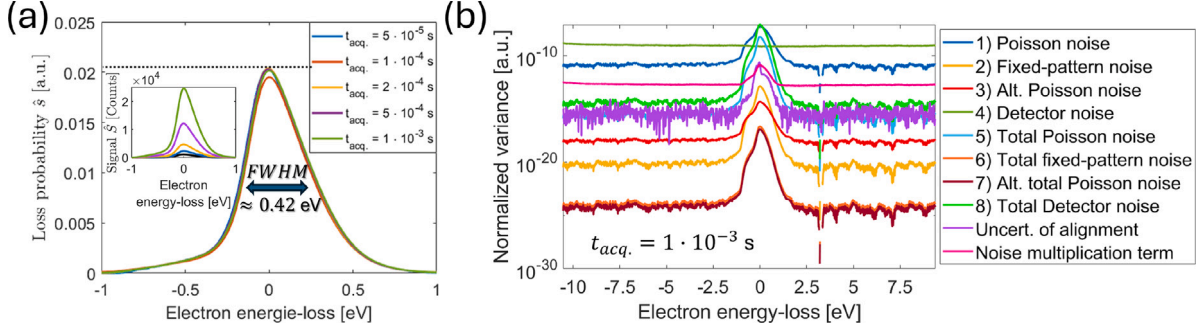 (a)
0.025
0.02
0.015
0.01
0.005
0
Loss probability ŝ [a.u.]
-1
-0.5
0
0.5
1
Electron energie-loss [eV]
t_acq. = 5 · 10^-5 s
t_acq. = 1 · 10^-4 s
t_acq. = 2 · 10^-4 s
t_acq. = 5 · 10^-4 s
t_acq. = 1 · 10^-3 s
×10^4
Signal Ŝ [Counts]
2
1
0
-1
0
1
Electron
energy-loss [eV]
FWHM
≈ 0.42 eV
(b)
Normalized variance [a.u.]
10^-10
10^-20
10^-30
-10
-7.5
-5
-2.5
0
2.5
5
7.5
Electron energy-loss [eV]
t_acq. = 1 · 10^-3 s
1) Poisson noise
2) Fixed-pattern noise
3) Alt. Poisson noise
4) Detector noise
5) Total Poisson noise
6) Total fixed-pattern noise
7) Alt. total Poisson noise
8) Total Detector noise
Uncert. of alignment
Noise multiplication term